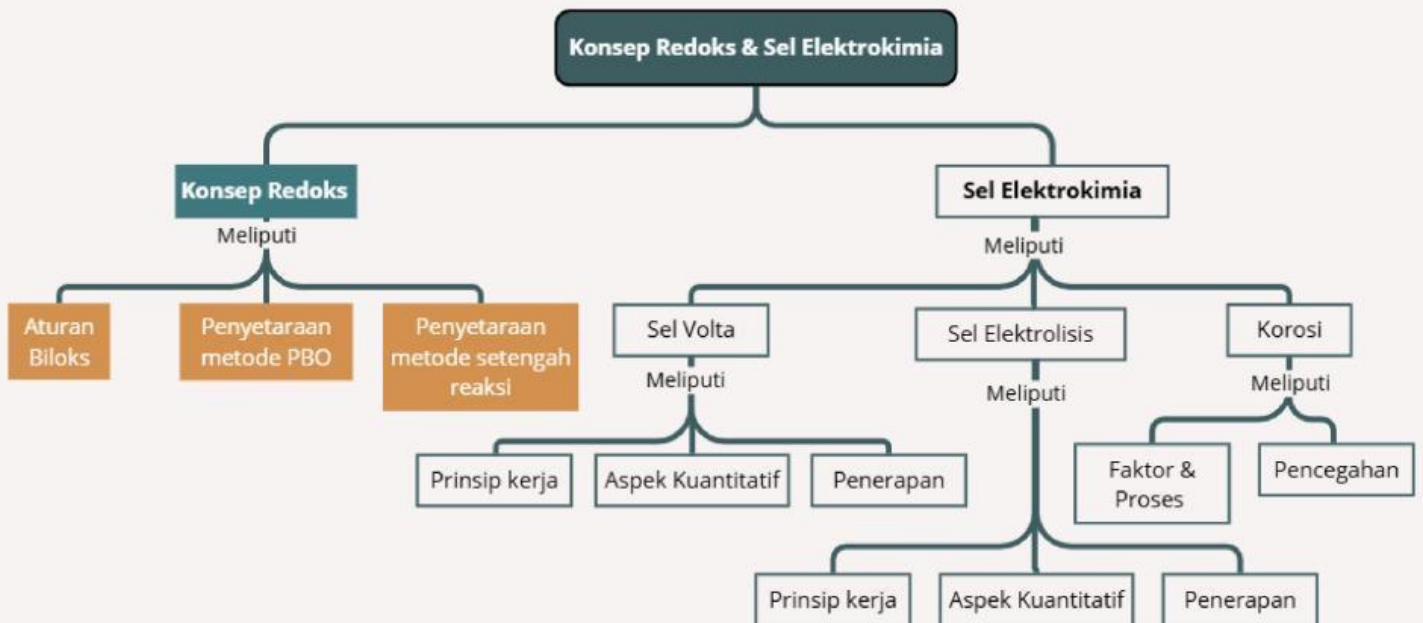 Konsep Redoks & Sel Elektrokimia
Konsep Redoks
Meliputi
Aturan
Biloks
Penyetaraan
metode PBO
Penyetaraan
metode setengah
reaksi
Sel Elektrokimia
Meliputi
Sel Volta
Meliputi
Prinsip kerja
Aspek Kuantitatif
Penerapan
Sel Elektrolisis
Meliputi
Prinsip kerja
Aspek Kuantitatif
Penerapan
Korosi
Meliputi
Faktor &
Proses
Pencegahan